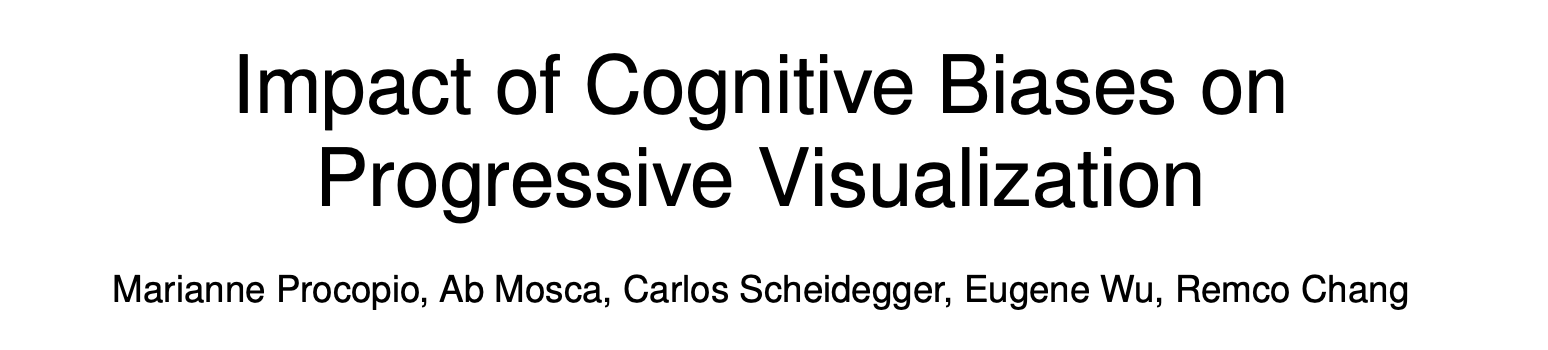 Impact of Cognitive Biases on
Progressive Visualization
Marianne Procopio, Ab Mosca, Carlos Scheidegger, Eugene Wu, Remco Chang